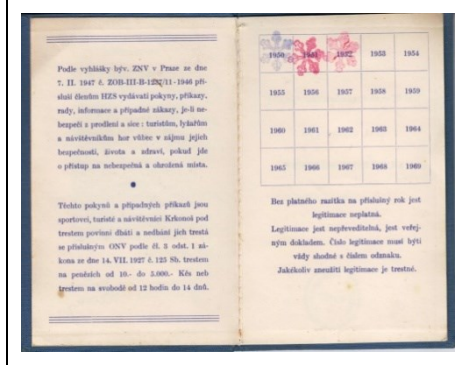 Podle vyhlášky býv. ZNV v Praze ze dne
7. II. 1947 č. ZOB-III-B-1232/11-1946 pří-
sluší členům HZS vydávati pokyny, příkazy,
rady, informace a případné zákazy, je-li ne-
bezpečí z prodlení a sice: turistům, lyžařům
a návštěvníkům hor vůbec v zájmu jejich
bezpečnosti, života a zdraví, pokud jde
o přístup na nebezpečná a ohrožená místa.
Těchto pokynů a případných příkazů jsou
sportovci, turisté a návštěvníci Krkonoš pod
trestem povinni dbáti a nedbání jich trestá
se příslušným ONV podle čl. 3 odst. 1 zá-
kona ze dne 14. VII. 1927 č. 125 Sb. trestem
na penězích od 10.- do 5.000.- Kčs neb
trestem na svobodě od 12 hodin do 14 dnů.
1950 1951 1952 1953 1954
1955 1956 1957 1958 1959
1960 1961 1962 1963 1964
1965 1966 1967 1968 1969
Bez platného razítka na příslušný rok jest
legitimace neplatná.
Legitimace jest nepřevoditelná, jest veřej-
ným dokladem. Číslo legitimace musí býti
vždy shodné s číslem odznaku.
Jakékoliv zneužití legitimace je trestné.